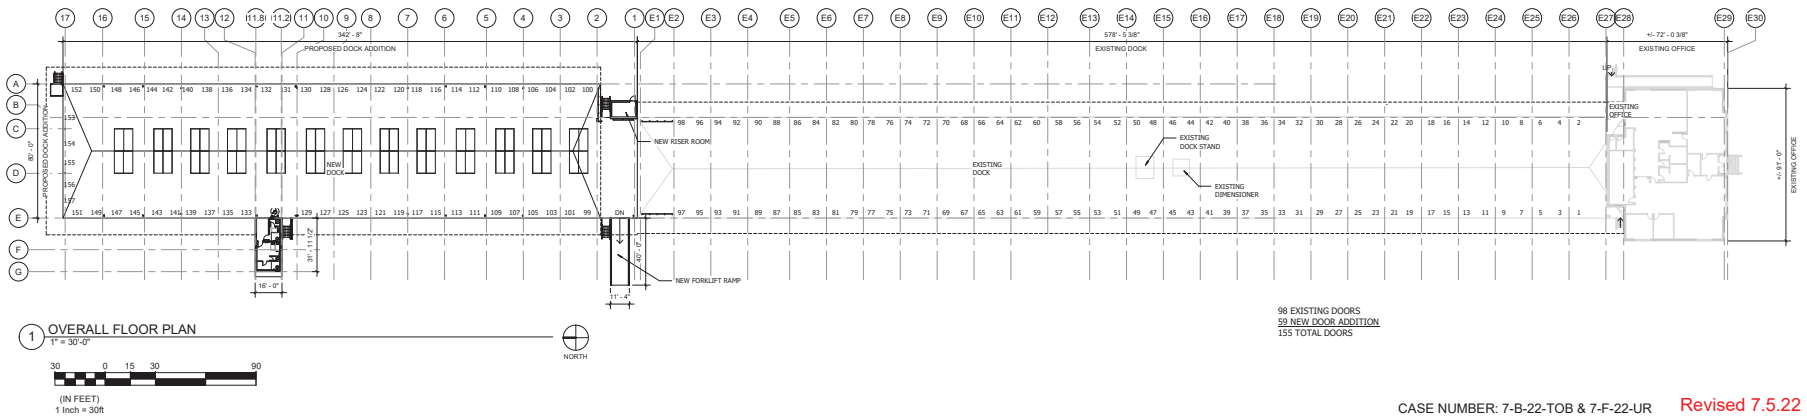 17 16 15 14 13 12 11.8 11.2 11 10 9 8 7 6 5 4 3 2 1 E1 E2 E3 E4 E5 E6 E7 E8 E9 E10 E11 E12 E13 E14 E15 E16 E17 E18 E19 E20 E21 E22 E23 E24 E25 E26 E27 E28 E29 E30
342' - 8"
578' - 5 3/8"
+/- 72' - 0 3/8"
PROPOSED DOCK ADDITION
EXISTING DOCK
EXISTING OFFICE
UP
A
152 150 148 146 144 142 140 138 136 134 132 131 130 128 126 124 122 120 118 116 114 112 110 108 106 104 102 100
B
EXISTING
OFFICE
153
98 96 94 92 90 88 86 84 82 80 78 76 74 72 70 68 66 64 62 60 58 56 54 52 50 48 46 44 42 40 38 36 34 32 30 28 26 24 22 20 18 16 14 12 10 8 6 4 2
C
80' - 0"
PROPOSED DOCK ADDITION
154
NEW RISER ROOM
EXISTING
DOCK STAND
155
NEW
DOCK
EXISTING
DOCK
D
+/- 91' - 0"
EXISTING OFFICE
156
EXISTING
DIMENSIONER
157
E
151 149 147 145 143 141 139 137 135 133 129 127 125 123 121 119 117 115 113 111 109 107 105 103 101 99
DN
97 95 93 91 89 87 85 83 81 79 77 75 73 71 69 67 65 63 61 59 57 55 53 51 49 47 45 43 41 39 37 35 33 31 29 27 25 23 21 19 17 15 13 11 9 7 5 3 1
F
31' - 11 1/2"
40' - 0"
G
16' - 0"
NEW FORKLIFT RAMP
11' - 4"
98 EXISTING DOORS
59 NEW DOOR ADDITION
155 TOTAL DOORS
1
OVERALL FLOOR PLAN
1" = 30'-0"
NORTH
30 0 15 30 90
(IN FEET)
1 Inch = 30ft
CASE NUMBER: 7-B-22-TOB & 7-F-22-UR
Revised 7.5.22